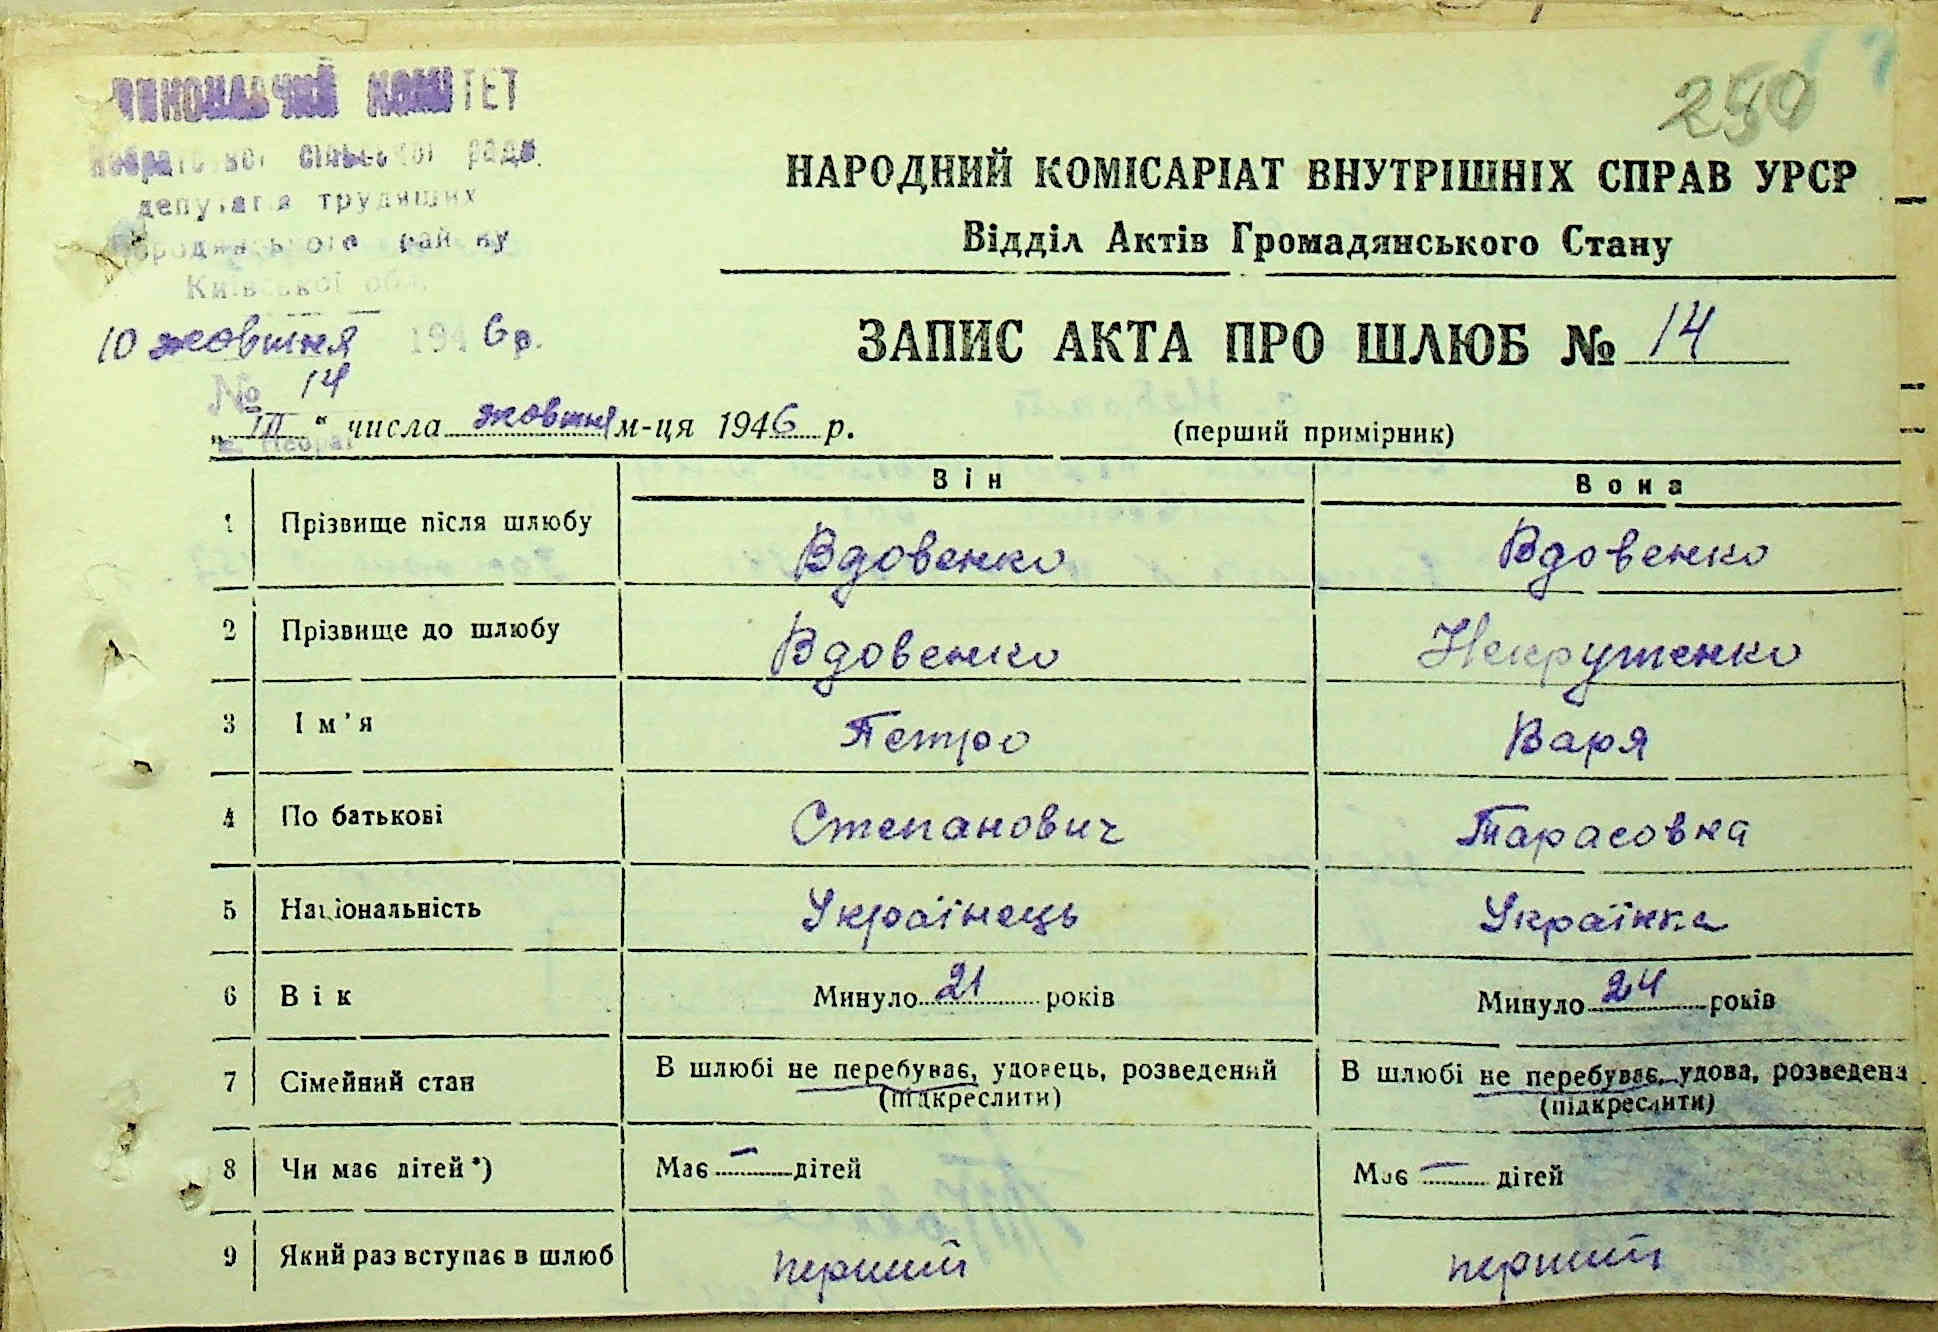 ВИКОНАВЧИЙ КОМІТЕТ
сільської ради
депутатів трудящих
Бородянського району
Київської обл.
10 жовтня 1946 р.
№ 14
250
НАРОДНИЙ КОМІСАРІАТ ВНУТРІШНІХ СПРАВ УРСР
Відділ Актів Громадянського Стану
ЗАПИС АКТА ПРО ШЛЮБ № 14
„ “ числа жовтня м-ця 1946 р.
(перший примірник)
Він Вона
1 Прізвище після шлюбу Вдовенко Вдовенко
2 Прізвище до шлюбу Вдовенко Некрутенко
3 Ім'я Петро Варя
4 По батькові Степанович Тарасовна
5 Національність Українець Українка
6 Вік Минуло 21 років Минуло 24 років
7 Сімейний стан В шлюбі не перебуває, удовець, розведений В шлюбі не перебуває, удова, розведена
(підкреслити) (підкреслити)
8 Чи має дітей*) Має — дітей Має — дітей
9 Який раз вступає в шлюб перший перший